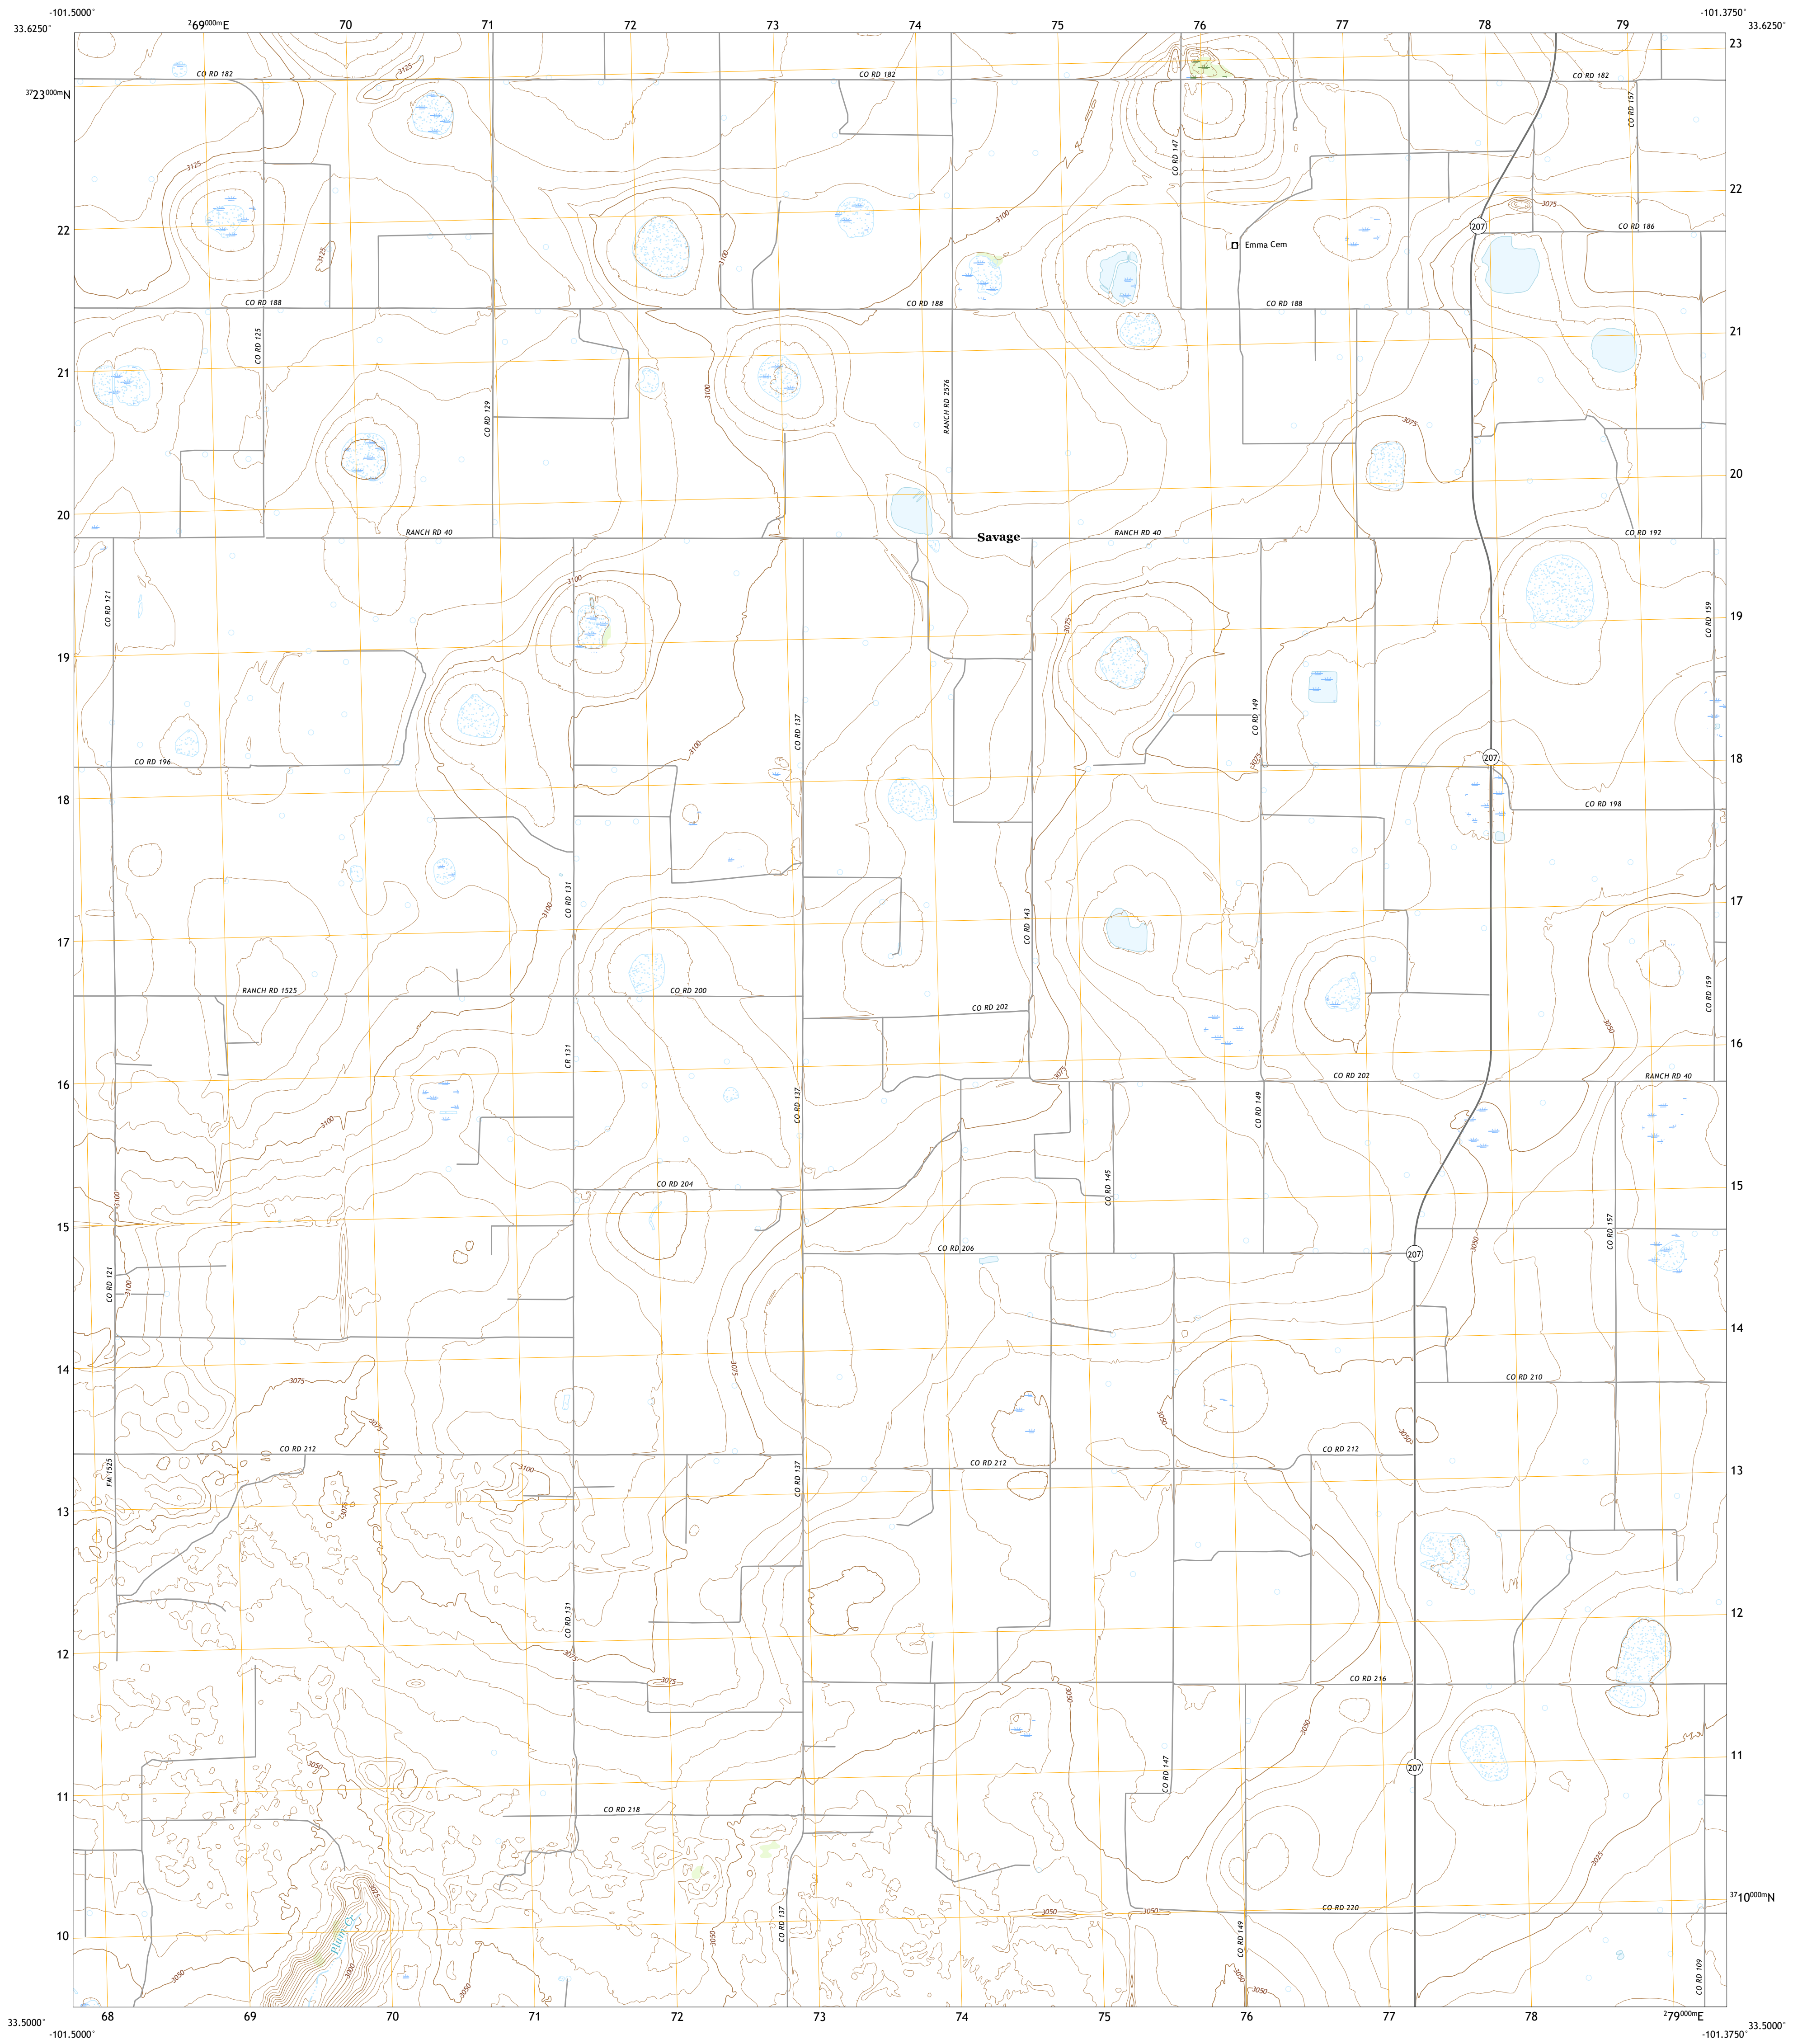 -101.5000°
-101.3750°
33.6250°
²69⁰⁰⁰ᵐE 70 71 72 73 74 75 76 77 78 79
33.6250°
23
3125
CO RD 182 CO RD 182 CO RD 182
³⁷23⁰⁰⁰ᵐN
CO RD 157
CO RD 147
3125
22
3075
3100
22
207
CO RD 186
Emma Cem
3125
3100
CO RD 188 CO RD 188 CO RD 188
21
CO RD 125
21
3100
RANCH RD 2576
CO RD 129
3075
20
20
RANCH RD 40 Savage RANCH RD 40 CO RD 192
3100
CO RD 121
19
CO RD 159
3075
19
CO RD 149
CO RD 137
3100
207
18
CO RD 196
3075
18
CO RD 198
CO RD 131
17
3100
CO RD 143
17
RANCH RD 1525 CO RD 200
CO RD 159
CO RD 202
3050
16
CR 131
3075
CO RD 202 RANCH RD 40
16
CO RD 137
CO RD 149
3100
CO RD 204
15
CO RD 145
3100
15
CO RD 157
3050
CO RD 206
207
CO RD 121
3100
14
3075
14
3075
CO RD 210
3050
3075
3050
CO RD 212
CO RD 212
CO RD 212
FM 1525
3100
CO RD 137
13
3075
13
12
CO RD 131
12
3075
3075
CO RD 216
3050
3050
11
3050
207
CO RD 147
11
CO RD 218
3025
3025
³⁷10⁰⁰⁰ᵐN
CO RD 220
3050
3050
CO RD 137
Plum Cr
CO RD 149
10
3050
3000
3050
3050
3050
3050
CO RD 109
68 69 70 71 72 73 74 75 76 77 78 ²79⁰⁰⁰ᵐE
33.5000°
33.5000°
-101.5000°
-101.3750°